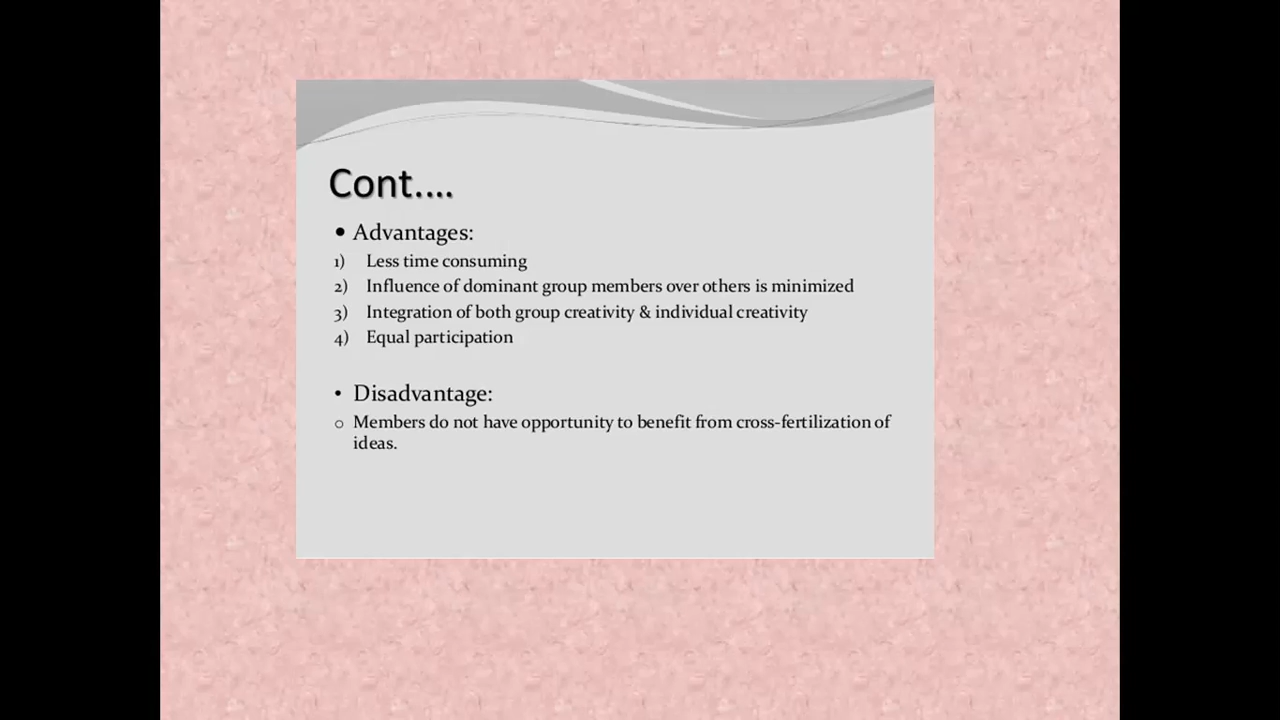 Cont....
• Advantages:
1) Less time consuming
2) Influence of dominant group members over others is minimized
3) Integration of both group creativity & individual creativity
4) Equal participation
• Disadvantage:
o Members do not have opportunity to benefit from cross-fertilization of
ideas.